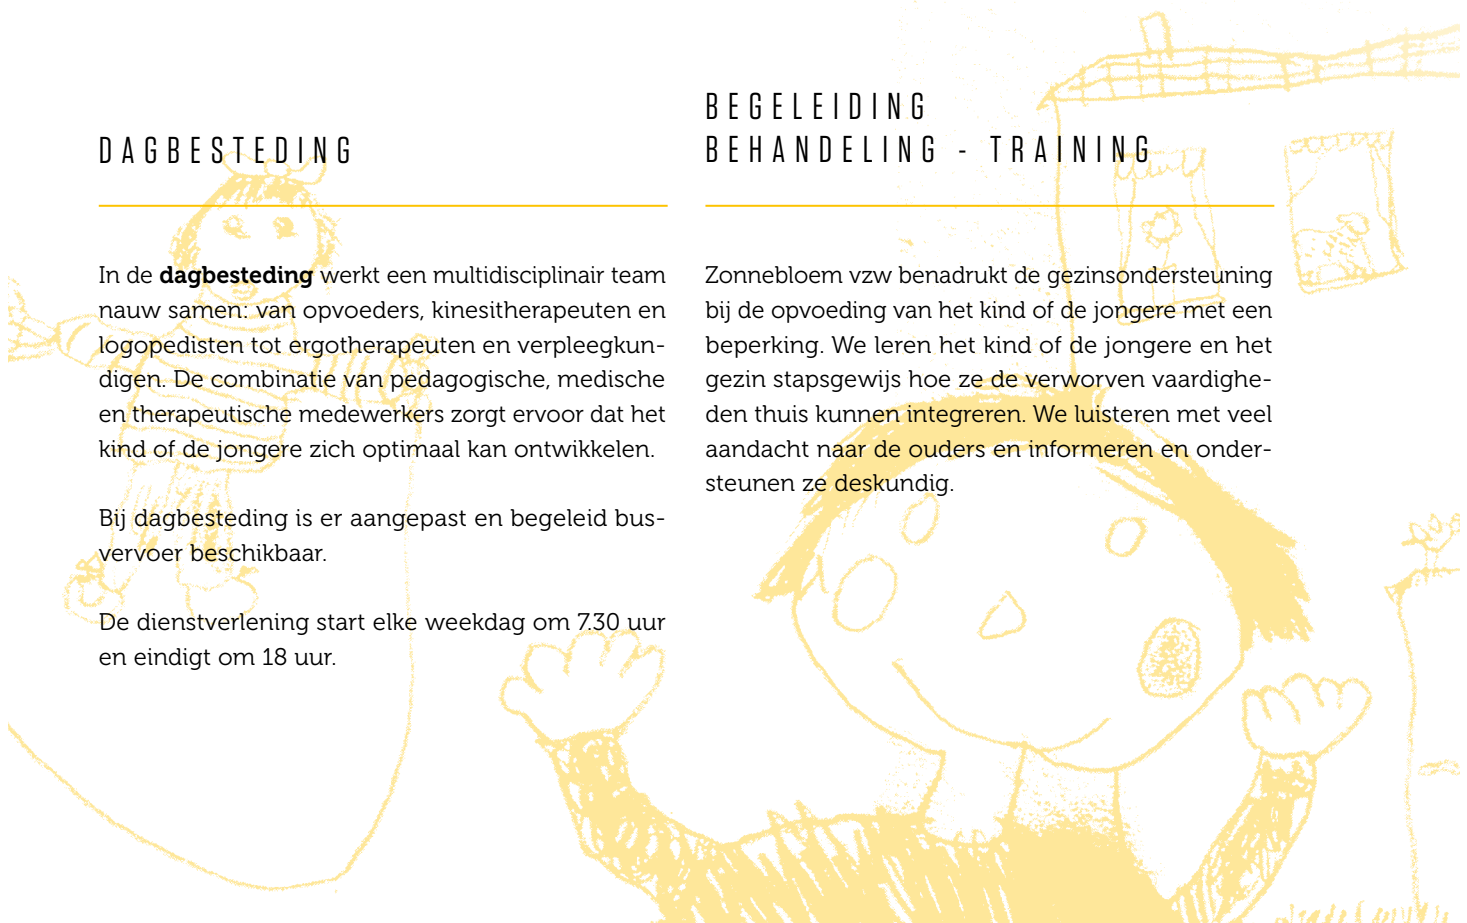 DAGBESTEDING
In de dagbesteding werkt een multidisciplinair team
nauw samen: van opvoeders, kinesitherapeuten en
logopedisten tot ergotherapeuten en verpleegkun-
digen. De combinatie van pedagogische, medische
en therapeutische medewerkers zorgt ervoor dat het
kind of de jongere zich optimaal kan ontwikkelen.
Bij dagbesteding is er aangepast en begeleid bus-
vervoer beschikbaar.
De dienstverlening start elke weekdag om 7.30 uur
en eindigt om 18 uur.
BEGELEIDING
BEHANDELING - TRAINING
Zonnebloem vzw benadrukt de gezinsondersteuning
bij de opvoeding van het kind of de jongere met een
beperking. We leren het kind of de jongere en het
gezin stapsgewijs hoe ze de verworven vaardighe-
den thuis kunnen integreren. We luisteren met veel
aandacht naar de ouders en informeren en onder-
steunen ze deskundig.